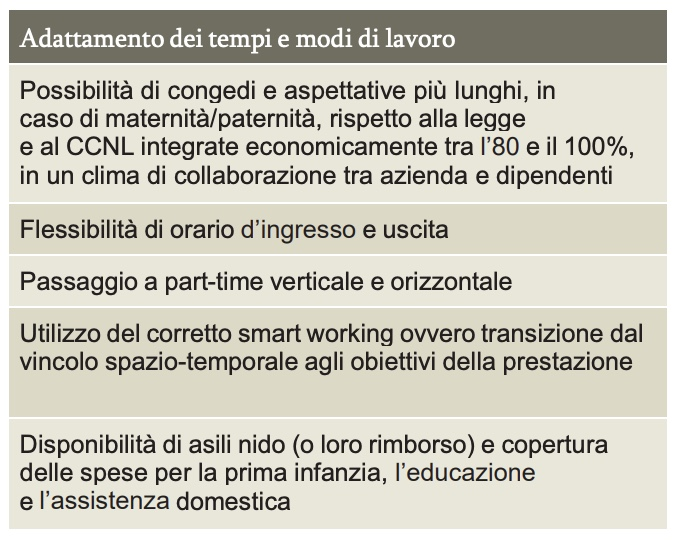 Adattamento dei tempi e modi di lavoro
Possibilità di congedi e aspettative più lunghi, in
caso di maternità/paternità, rispetto alla legge
e al CCNL integrate economicamente tra l’80 e il 100%,
in un clima di collaborazione tra azienda e dipendenti
Flessibilità di orario d’ingresso e uscita
Passaggio a part-time verticale e orizzontale
Utilizzo del corretto smart working ovvero transizione dal
vincolo spazio-temporale agli obiettivi della prestazione
Disponibilità di asili nido (o loro rimborso) e copertura
delle spese per la prima infanzia, l’educazione
e l’assistenza domestica